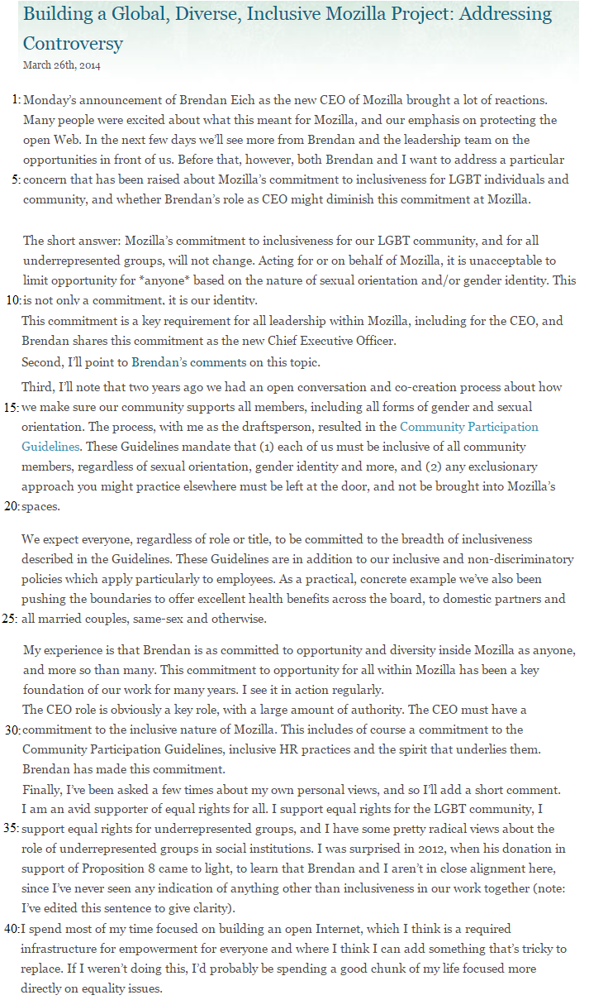 Building a Global, Diverse, Inclusive Mozilla Project: Addressing
Controversy
March 26th, 2014
1: Monday's announcement of Brendan Eich as the new CEO of Mozilla brought a lot of reactions.
Many people were excited about what this meant for Mozilla, and our emphasis on protecting the
open Web. In the next few days we'll see more from Brendan and the leadership team on the
opportunities in front of us. Before that, however, both Brendan and I want to address a particular
5: concern that has been raised about Mozilla's commitment to inclusiveness for LGBT individuals and
community, and whether Brendan's role as CEO might diminish this commitment at Mozilla.
The short answer: Mozilla's commitment to inclusiveness for our LGBT community, and for all
underrepresented groups, will not change. Acting for or on behalf of Mozilla, it is unacceptable to
limit opportunity for *anyone* based on the nature of sexual orientation and/or gender identity. This
10: is not only a commitment, it is our identity.
This commitment is a key requirement for all leadership within Mozilla, including for the CEO, and
Brendan shares this commitment as the new Chief Executive Officer.
Second, I'll point to Brendan's comments on this topic.
Third, I'll note that two years ago we had an open conversation and co-creation process about how
15: we make sure our community supports all members, including all forms of gender and sexual
orientation. The process, with me as the draftsperson, resulted in the Community Participation
Guidelines. These Guidelines mandate that (1) each of us must be inclusive of all community
members, regardless of sexual orientation, gender identity and more, and (2) any exclusionary
approach you might practice elsewhere must be left at the door, and not be brought into Mozilla's
20: spaces.
We expect everyone, regardless of role or title, to be committed to the breadth of inclusiveness
described in the Guidelines. These Guidelines are in addition to our inclusive and non-discriminatory
policies which apply particularly to employees. As a practical, concrete example we've also been
pushing the boundaries to offer excellent health benefits across the board, to domestic partners and
25: all married couples, same-sex and otherwise.
My experience is that Brendan is as committed to opportunity and diversity inside Mozilla as anyone,
and more so than many. This commitment to opportunity for all within Mozilla has been a key
foundation of our work for many years. I see it in action regularly.
The CEO role is obviously a key role, with a large amount of authority. The CEO must have a
30: commitment to the inclusive nature of Mozilla. This includes of course a commitment to the
Community Participation Guidelines, inclusive HR practices and the spirit that underlies them.
Brendan has made this commitment.
Finally, I've been asked a few times about my own personal views, and so I'll add a short comment.
I am an avid supporter of equal rights for all. I support equal rights for the LGBT community, I
35: support equal rights for underrepresented groups, and I have some pretty radical views about the
role of underrepresented groups in social institutions. I was surprised in 2012, when his donation in
support of Proposition 8 came to light, to learn that Brendan and I aren't in close alignment here,
since I've never seen any indication of anything other than inclusiveness in our work together (note:
I've edited this sentence to give clarity).
40: I spend most of my time focused on building an open Internet, which I think is a required
infrastructure for empowerment for everyone and where I think I can add something that's tricky to
replace. If I weren't doing this, I'd probably be spending a good chunk of my life focused more
directly on equality issues.